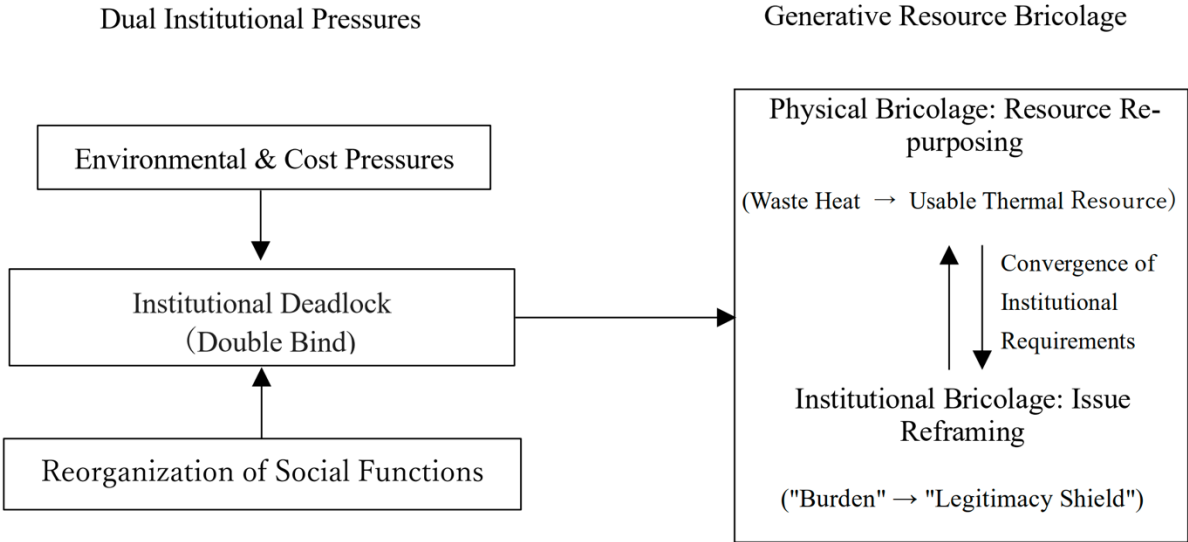 Dual Institutional Pressures
Environmental & Cost Pressures
Institutional Deadlock
(Double Bind)
Reorganization of Social Functions
Generative Resource Bricolage
Physical Bricolage: Resource Re-
purposing
(Waste Heat → Usable Thermal Resource)
Convergence of
Institutional
Requirements
Institutional Bricolage: Issue
Reframing
("Burden" → "Legitimacy Shield")